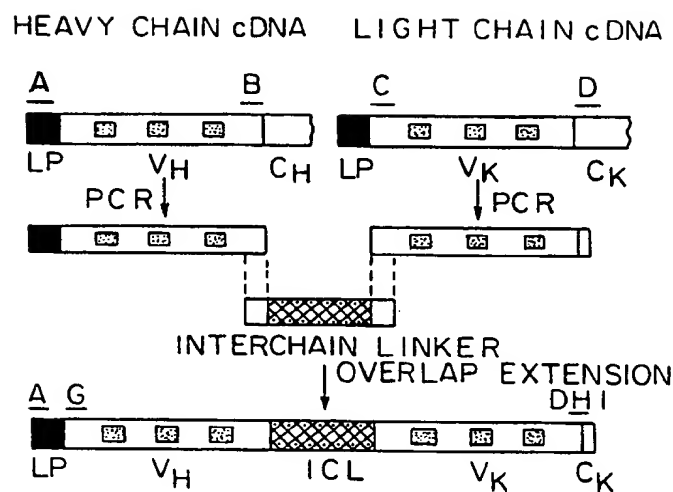 HEAVY CHAIN cDNA LIGHT CHAIN cDNA
A B C D
LP VH CH LP VK CK
PCR PCR
INTERCHAIN LINKER
OVERLAP EXTENSION
A G DHI
LP VH ICL VK CK